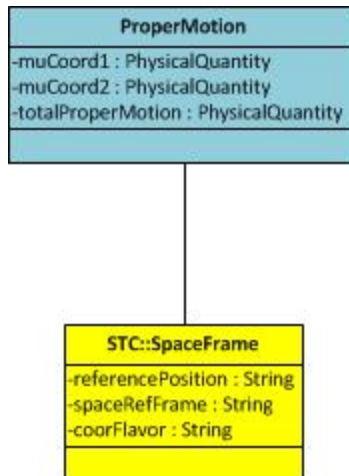 ProperMotion
-muCoord1 : PhysicalQuantity
-muCoord2 : PhysicalQuantity
-totalProperMotion : PhysicalQuantity
STC::SpaceFrame
-referencePosition : String
-spaceRefFrame : String
-coorFlavor : String